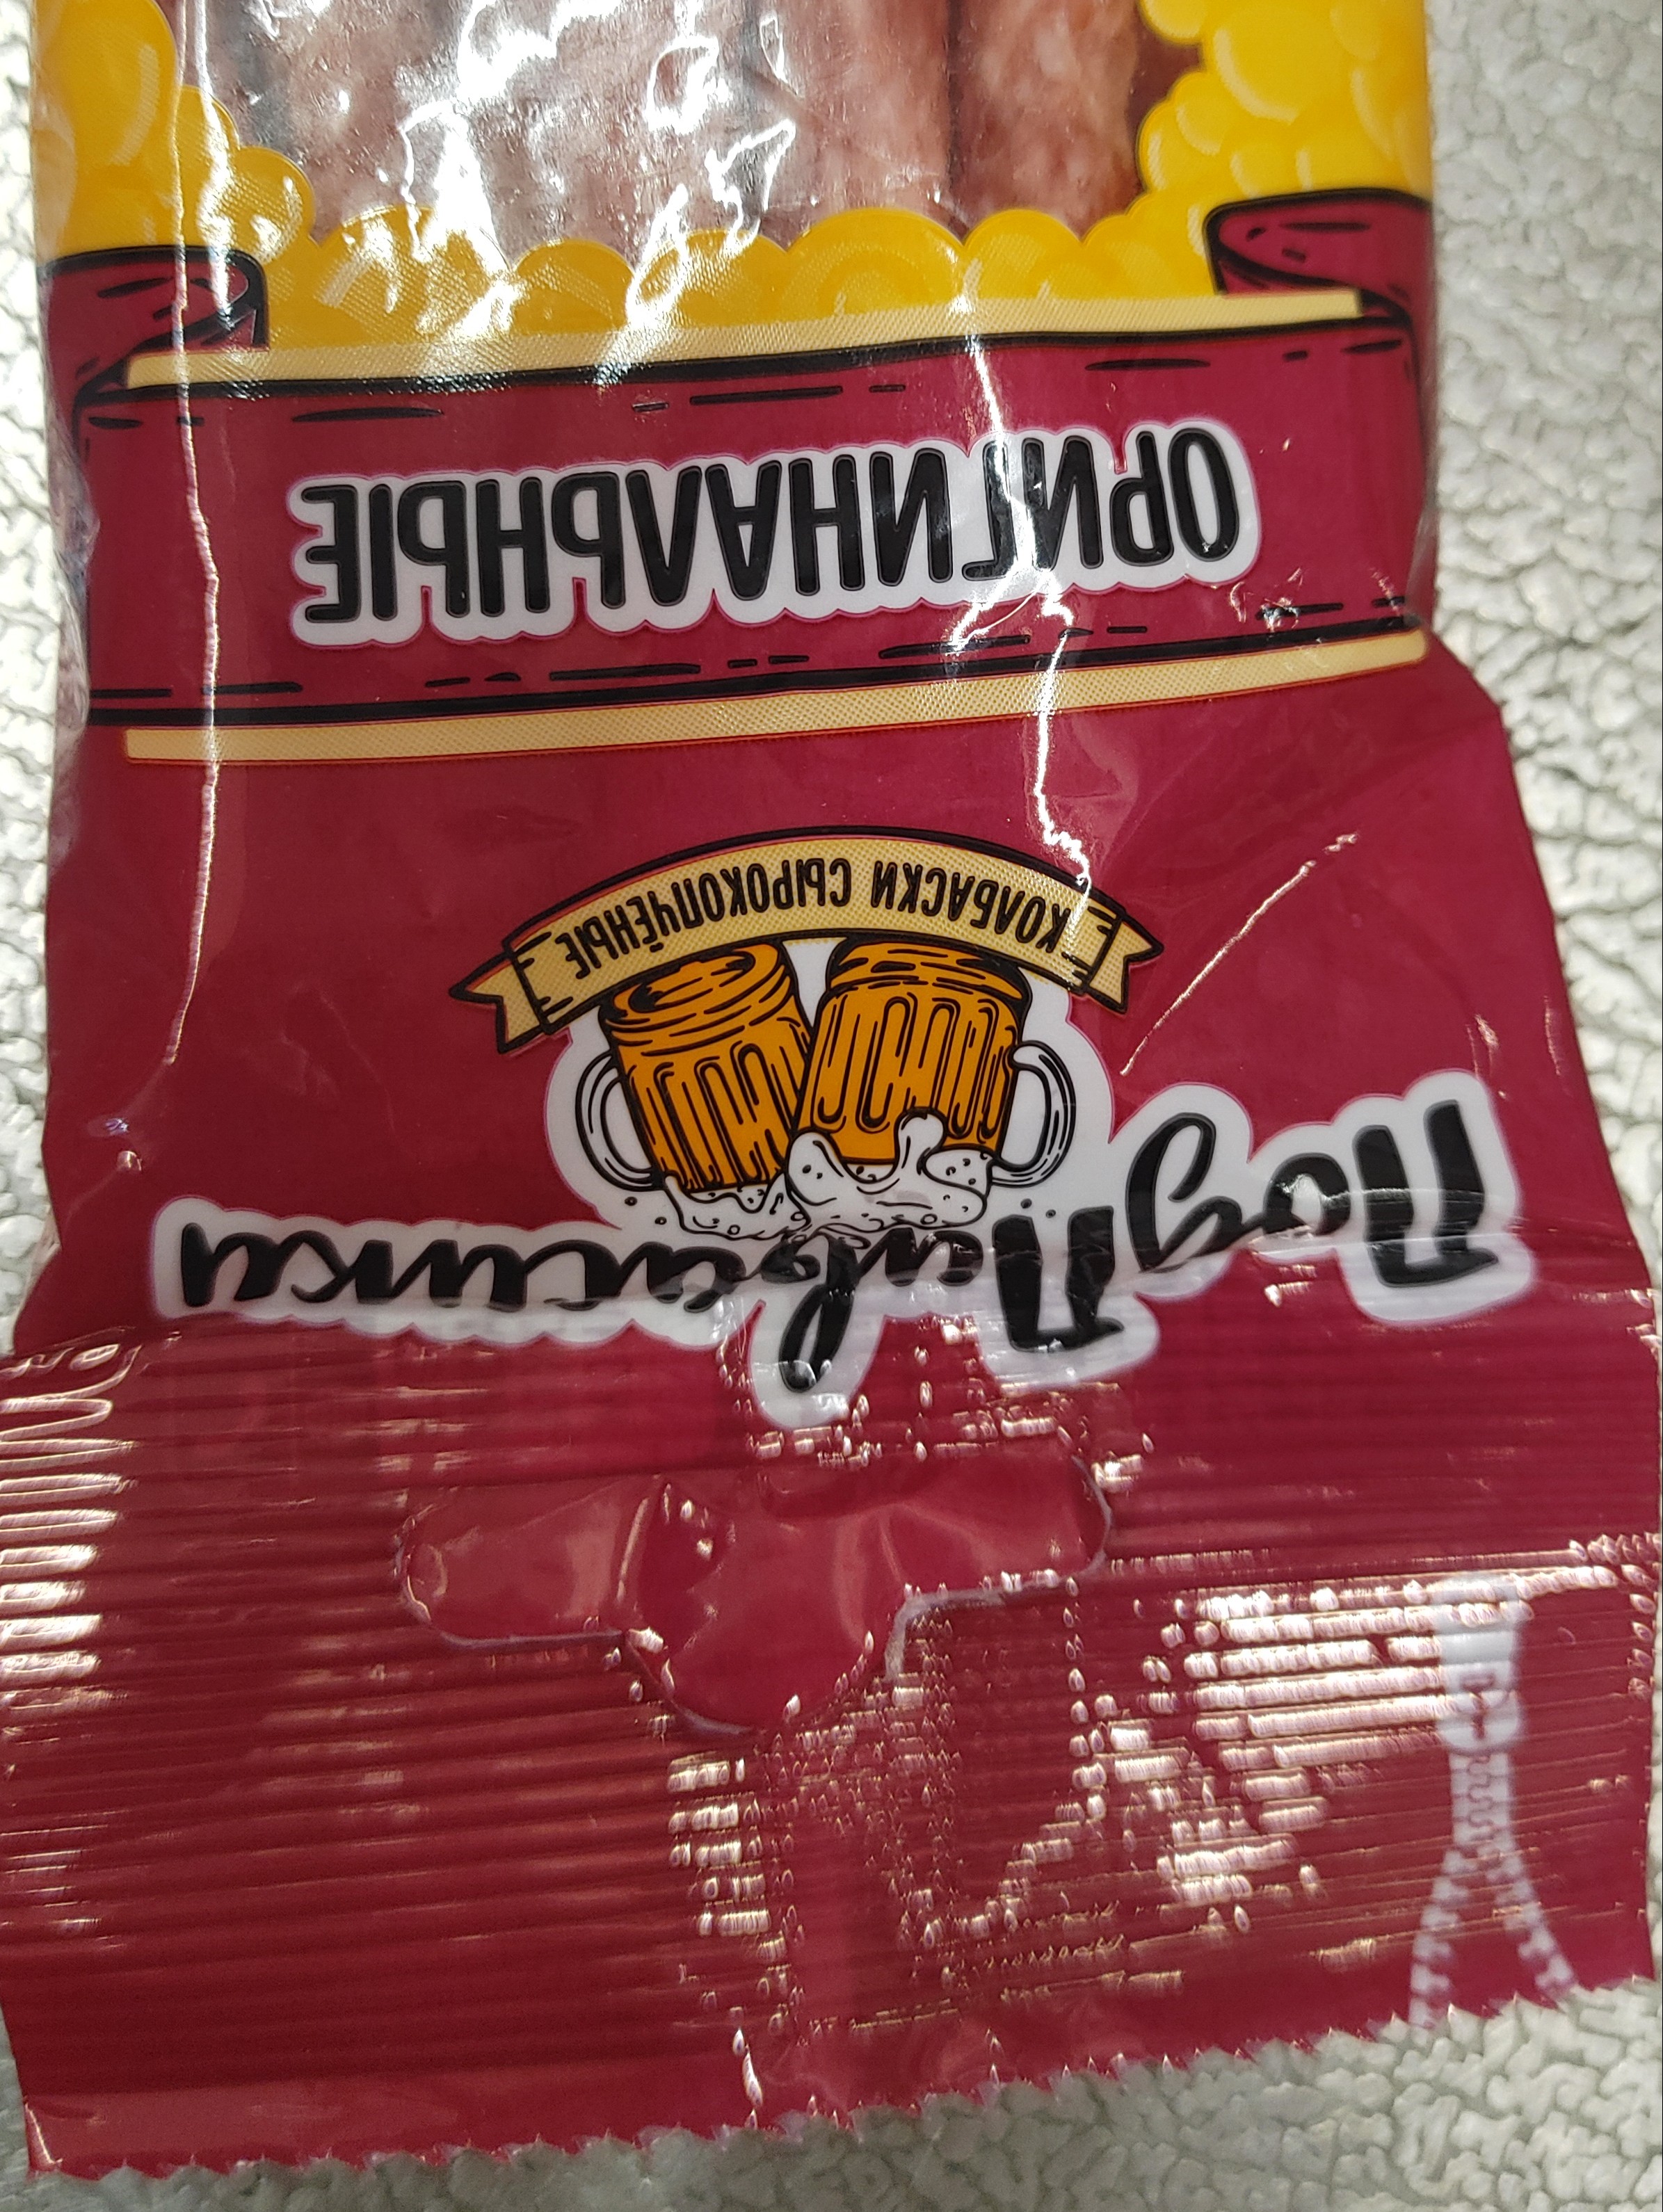 ПодПивасики
КОЛБАСКИ СЫРОКОПЧЁНЫЕ
ОРИГИНАЛЬНЫЕ